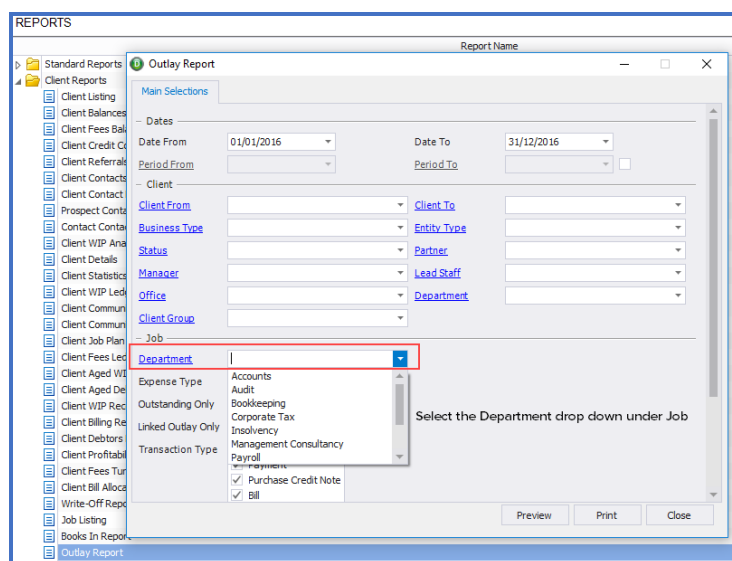 REPORTS
Report Name
Standard Reports
Client Reports
Client Listing
Client Balances
Client Fees Bal
Client Credit Co
Client Referrals
Client Contacts
Client Contact
Prospect Conta
Contact Contac
Client WIP Ana
Client Details
Client Statistics
Client WIP Led
Client Commun
Client Commun
Client Job Plan
Client Fees Led
Client Aged WI
Client Aged De
Client WIP Rec
Client Billing Re
Client Debtors
Client Profitabil
Client Fees Tur
Client Bill Alloca
Write-Off Repo
Job Listing
Books In Report
Outlay Report
Outlay Report
Main Selections
Dates
Date From 01/01/2016 Date To 31/12/2016
Period From Period To
Client
Client From Client To
Business Type Entity Type
Status Partner
Manager Lead Staff
Office Department
Client Group
Job
Department
Expense Type
Outstanding Only
Linked Outlay Only
Transaction Type
Accounts
Audit
Bookkeeping
Corporate Tax
Insolvency
Management Consultancy
Payroll
Payment
Purchase Credit Note
Bill
Select the Department drop down under Job
Preview Print Close